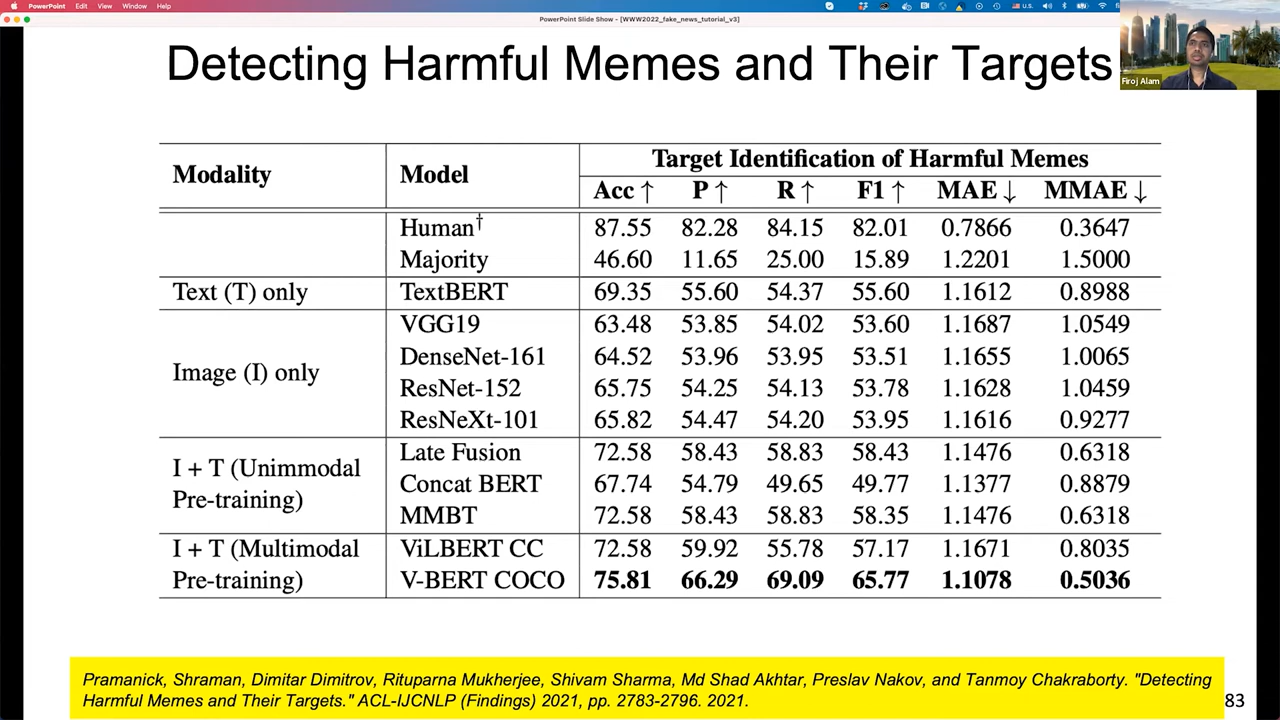 PowerPoint Edit View Window Help
U.S.
PowerPoint Slide Show - [WWW2022_fake_news_tutorial_v3]
Detecting Harmful Memes and Their Targets
Firoj Alam
Modality Model Target Identification of Harmful Memes
Acc ↑ P ↑ R ↑ F1 ↑ MAE ↓ MMAE ↓
Human† 87.55 82.28 84.15 82.01 0.7866 0.3647
Majority 46.60 11.65 25.00 15.89 1.2201 1.5000
Text (T) only TextBERT 69.35 55.60 54.37 55.60 1.1612 0.8988
Image (I) only
VGG19 63.48 53.85 54.02 53.60 1.1687 1.0549
DenseNet-161 64.52 53.96 53.95 53.51 1.1655 1.0065
ResNet-152 65.75 54.25 54.13 53.78 1.1628 1.0459
ResNeXt-101 65.82 54.47 54.20 53.95 1.1616 0.9277
I + T (Unimmodal
Pre-training)
Late Fusion 72.58 58.43 58.83 58.43 1.1476 0.6318
Concat BERT 67.74 54.79 49.65 49.77 1.1377 0.8879
MMBT 72.58 58.43 58.83 58.35 1.1476 0.6318
I + T (Multimodal ViLBERT CC 72.58 59.92 55.78 57.17 1.1671 0.8035
Pre-training) V-BERT COCO 75.81 66.29 69.09 65.77 1.1078 0.5036
Pramanick, Shraman, Dimitar Dimitrov, Rituparna Mukherjee, Shivam Sharma, Md Shad Akhtar, Preslav Nakov, and Tanmoy Chakraborty. "Detecting
Harmful Memes and Their Targets." ACL-IJCNLP (Findings) 2021, pp. 2783-2796. 2021.
83